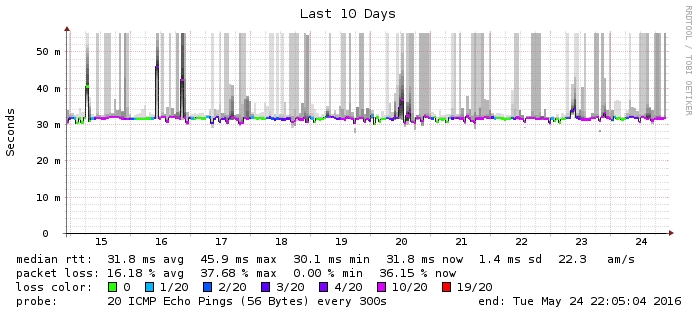 Last 10 Days
RRDTOOL / TOBI OETIKER
Seconds
50 m
40 m
30 m
20 m
10 m
0
15 16 17 18 19 20 21 22 23 24
median rtt: 31.8 ms avg 45.9 ms max 30.1 ms min 31.8 ms now 1.4 ms sd 22.3 am/s
packet loss: 16.18 % avg 37.68 % max 0.00 % min 36.15 % now
loss color: 0 1/20 2/20 3/20 4/20 10/20 19/20
probe: 20 ICMP Echo Pings (56 Bytes) every 300s end: Tue May 24 22:05:04 2016